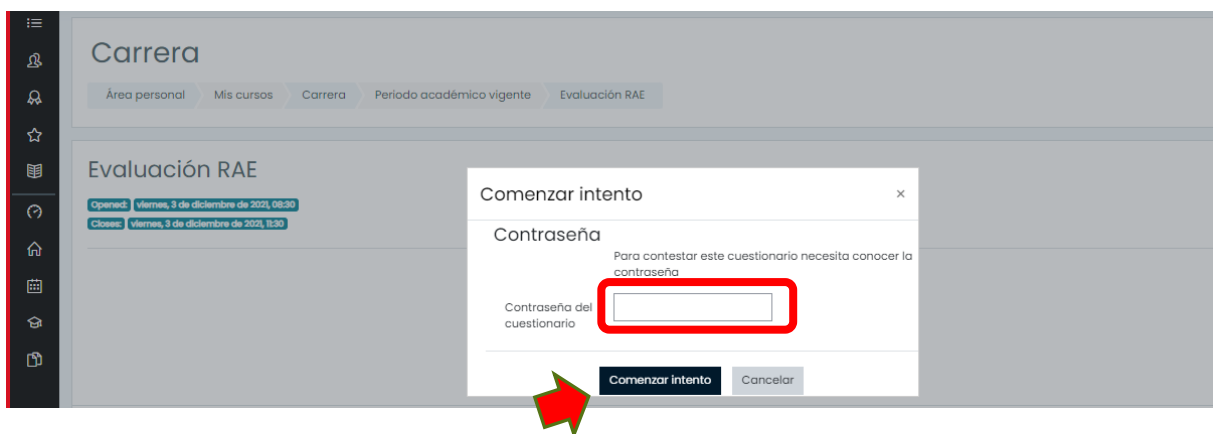 Carrera
Área personal Mis cursos Carrera Periodo académico vigente Evaluación RAE
Evaluación RAE
Opened: viernes, 3 de diciembre de 2021, 08:30
Closes: viernes, 3 de diciembre de 2021, 11:30
Comenzar intento ×
Contraseña
Para contestar este cuestionario necesita conocer la
contraseña
Contraseña del
cuestionario
Comenzar intento Cancelar